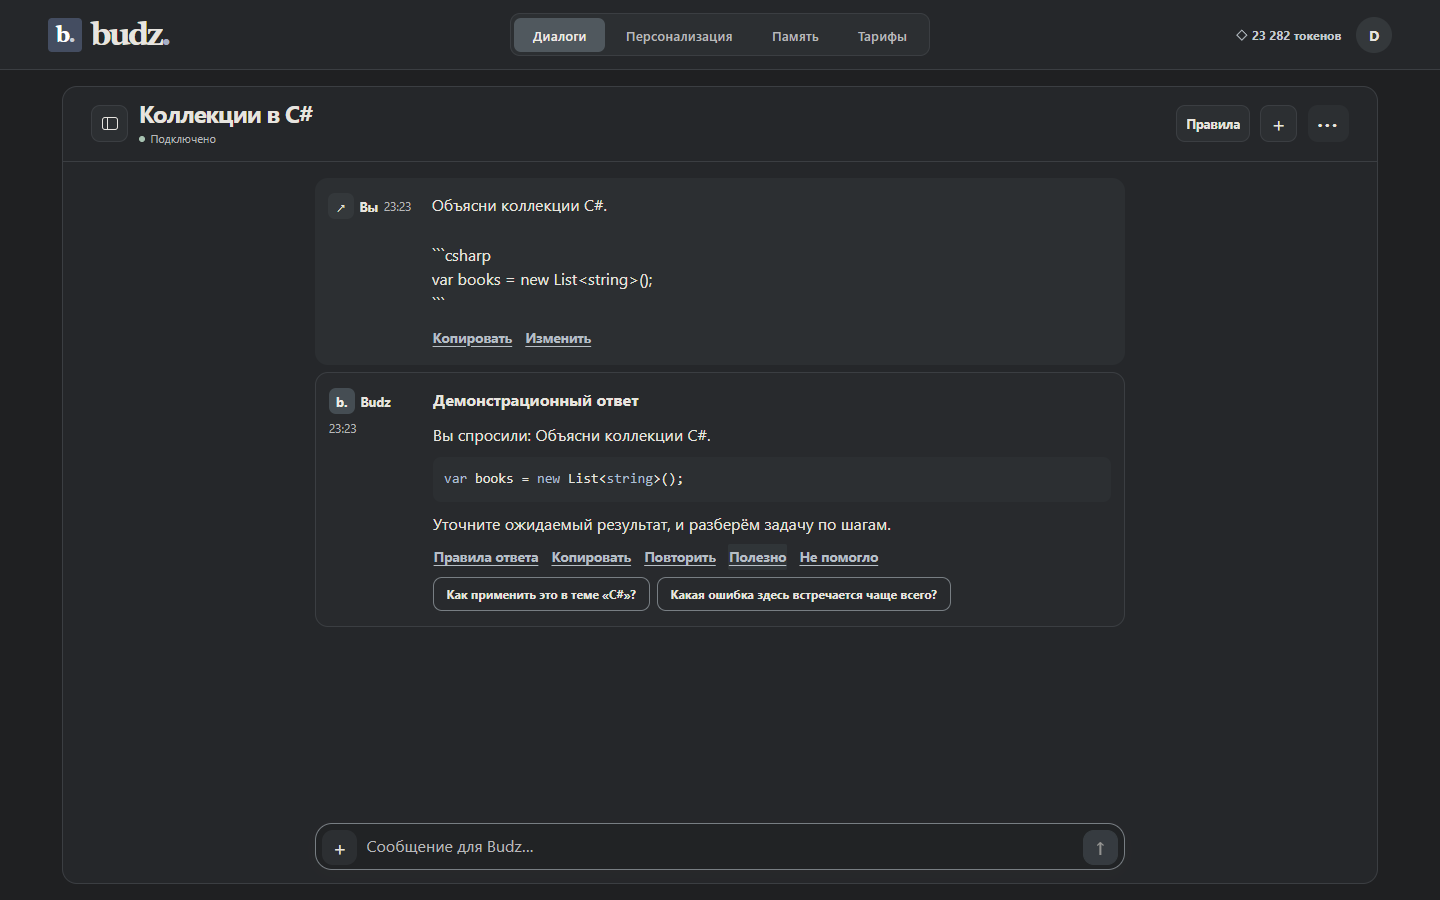 b. budz.
Диалоги Персонализация Память Тарифы
23 282 токенов D
Коллекции в C#
Подключено
Правила + ...
↗ Вы 23:23
Объясни коллекции C#.
```csharp
var books = new List<string>();
```
Копировать Изменить
b. Budz
23:23
Демонстрационный ответ
Вы спросили: Объясни коллекции C#.
var books = new List<string>();
Уточните ожидаемый результат, и разберём задачу по шагам.
Правила ответа Копировать Повторить Полезно Не помогло
Как применить это в теме «C#»? Какая ошибка здесь встречается чаще всего?
+ Сообщение для Budz... ↑